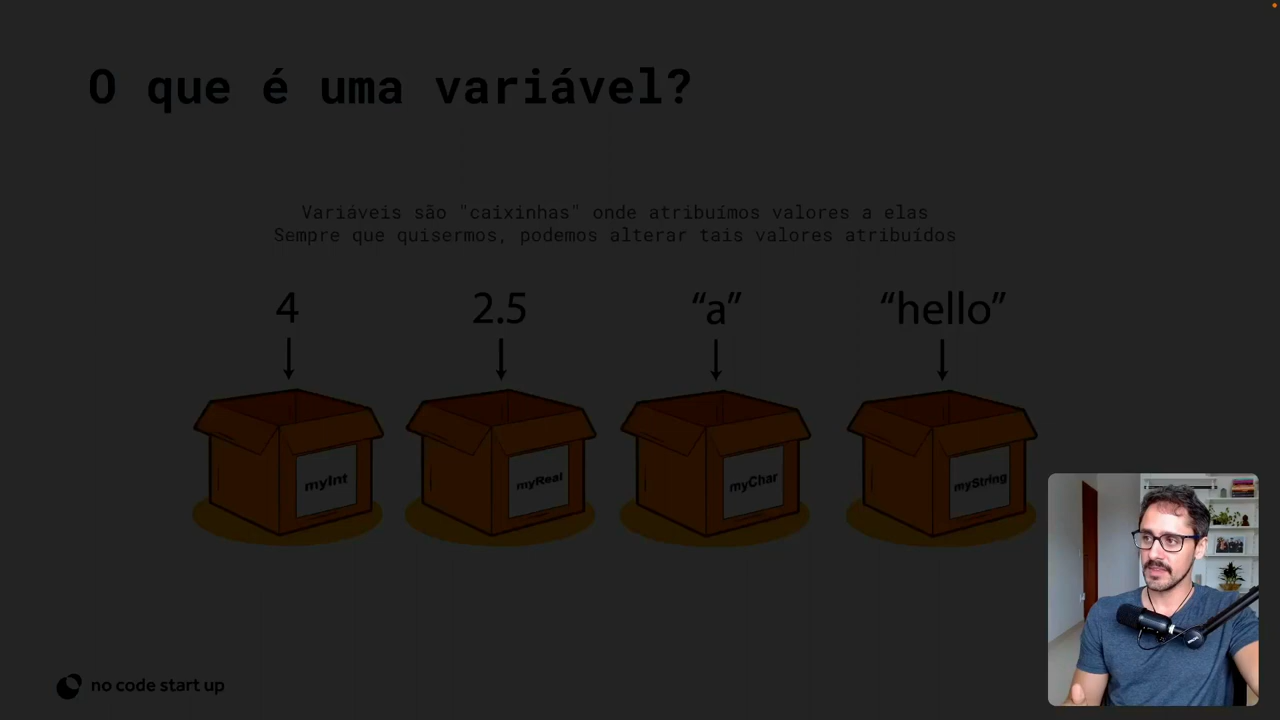 O que é uma variável?
Variáveis são "caixinhas" onde atribuímos valores a elas
Sempre que quisermos, podemos alterar tais valores atribuídos
4 2.5 “a” “hello”
myInt myReal myChar myString
no code start up